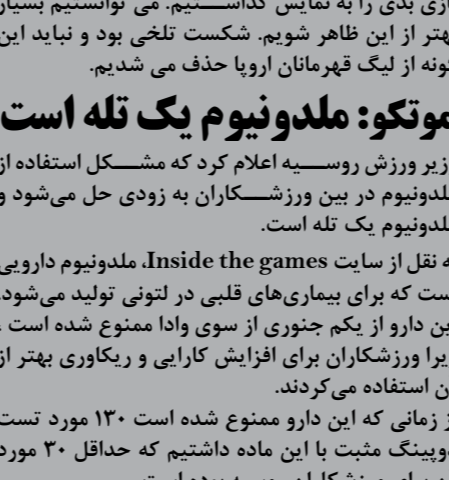 بازی بدی را به نمایش گذاشتیم. می توانستیم بسیار
بهتر از این ظاهر شویم. شکست تلخی بود و نباید این
گونه از لیگ قهرمانان اروپا حذف می شدیم.
موتکو: ملدونیوم یک تله است
وزیر ورزش روسیه اعلام کرد که مشکل استفاده از
ملدونیوم در بین ورزشکاران به زودی حل می‌شود و
ملدونیوم یک تله است.
به نقل از سایت Inside the games، ملدونیوم دارویی
است که برای بیماری‌های قلبی در لتونی تولید می‌شود.
این دارو از یکم جنوری از سوی وادا ممنوع شده است ،
زیرا ورزشکاران برای افزایش کارایی و ریکاوری بهتر از
آن استفاده می‌کردند.
از زمانی که این دارو ممنوع شده است ۱۳۰ مورد تست
دوپینگ مثبت با این ماده داشتیم که حداقل ۳۰ مورد